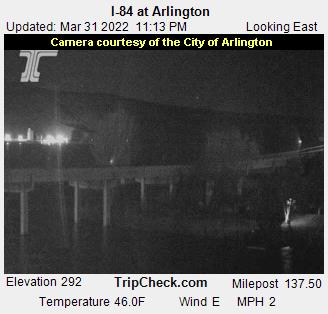 I-84 at Arlington
Updated: Mar 31 2022 11:13 PM Looking East
Camera courtesy of the City of Arlington
Elevation 292 TripCheck.com Milepost 137.50
Temperature 46.0F Wind E MPH 2